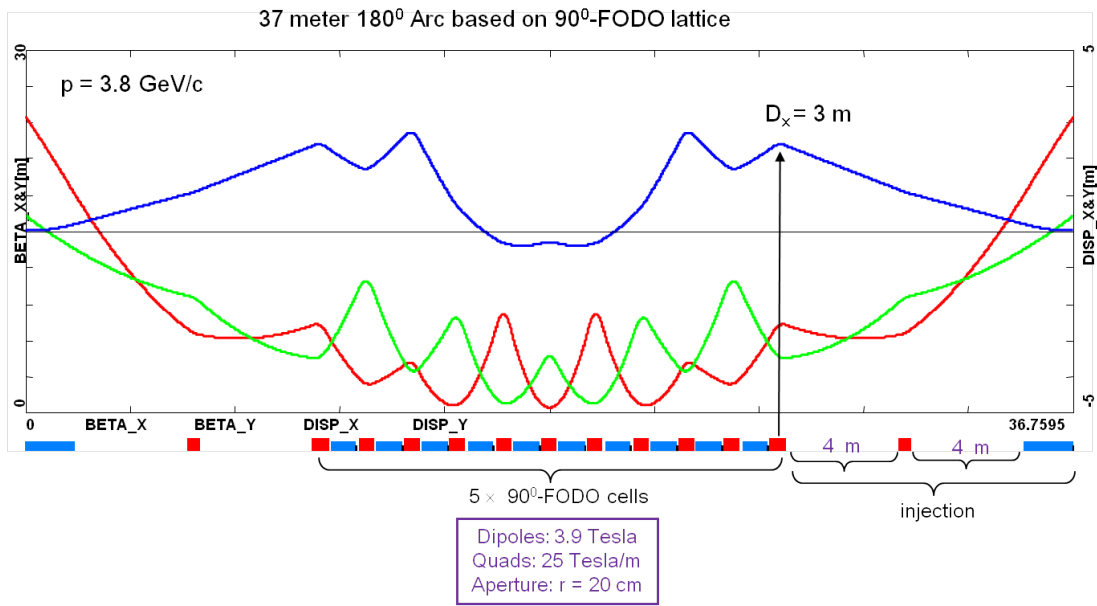 37 meter 180⁰ Arc based on 90⁰-FODO lattice
30
5
p = 3.8 GeV/c
Dₓ = 3 m
BETA_X&Y[m]
DISP_X&Y[m]
0
-5
0 BETA_X BETA_Y DISP_X DISP_Y 36.7595
4 m 4 m
5 × 90⁰-FODO cells
injection
Dipoles: 3.9 Tesla
Quads: 25 Tesla/m
Aperture: r = 20 cm